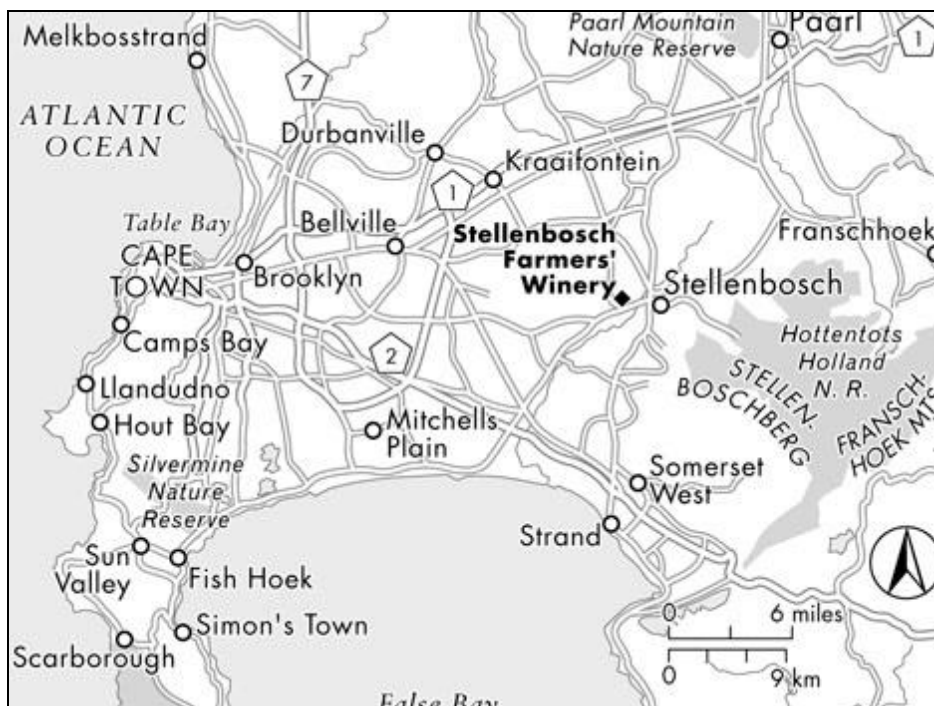 Melkbosstrand
Paarl Mountain
Nature Reserve
Paarl
1
7
ATLANTIC
OCEAN
Durbanville
Kraaifontein
1
Table Bay
Bellville
Stellenbosch
Farmers'
Winery
Franschhoek
CAPE
TOWN
Brooklyn
Stellenbosch
Camps Bay
2
Hottentots
Holland
N. R.
STELLEN-
BOSCHBERG
FRANSCH-
HOEK MTS
Llandudno
Hout Bay
Mitchells
Plain
Silvermine
Nature
Reserve
Somerset
West
Strand
Sun
Valley
Fish Hoek
Simon's Town
Scarborough
0 6 miles
0 9 km
False Bay